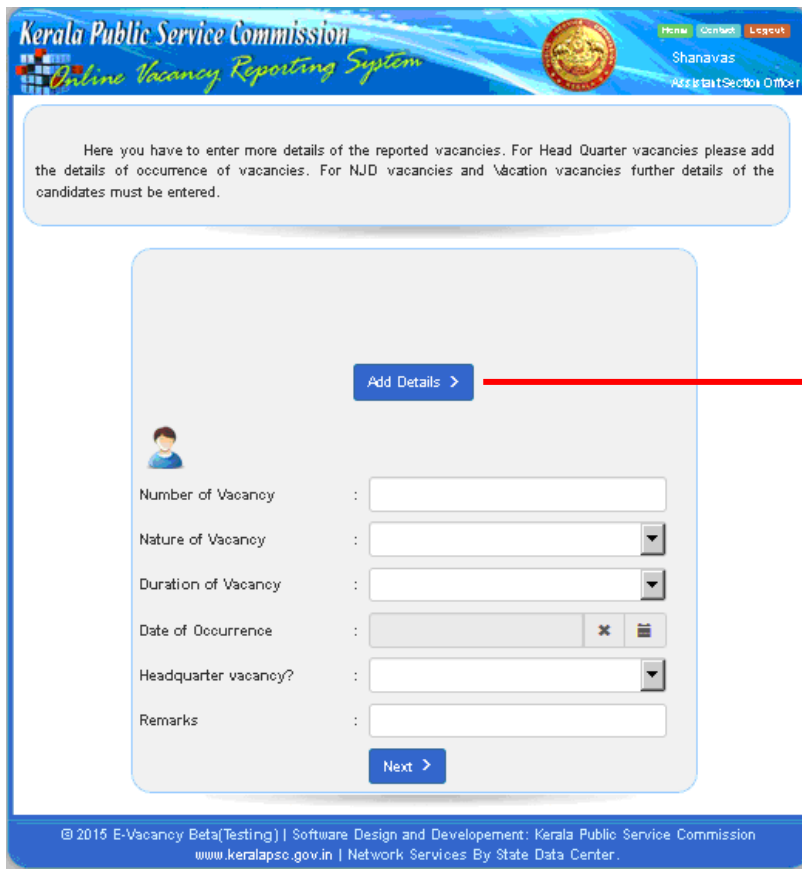 Kerala Public Service Commission
Online Vacancy Reporting System
Home Contact Logout
Shanavas
Assistant Section Officer
Here you have to enter more details of the reported vacancies. For Head Quarter vacancies please add
the details of occurrence of vacancies. For NJD vacancies and Vacation vacancies further details of the
candidates must be entered.
Add Details >
Number of Vacancy :
Nature of Vacancy :
Duration of Vacancy :
Date of Occurrence :
Headquarter vacancy? :
Remarks :
Next >
© 2015 E-Vacancy Beta(Testing) | Software Design and Developement: Kerala Public Service Commission
www.keralapsc.gov.in | Network Services By State Data Center.